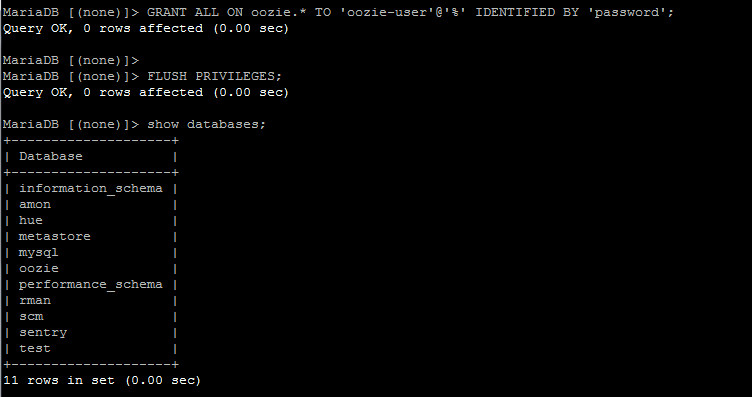 MariaDB [(none)]> GRANT ALL ON oozie.* TO 'oozie-user'@'%' IDENTIFIED BY 'password';
Query OK, 0 rows affected (0.00 sec)
MariaDB [(none)]>
MariaDB [(none)]> FLUSH PRIVILEGES;
Query OK, 0 rows affected (0.00 sec)
MariaDB [(none)]> show databases;
+--------------------+
| Database           |
+--------------------+
| information_schema |
| amon               |
| hue                |
| metastore          |
| mysql              |
| oozie              |
| performance_schema |
| rman               |
| scm                |
| sentry             |
| test               |
+--------------------+
11 rows in set (0.00 sec)